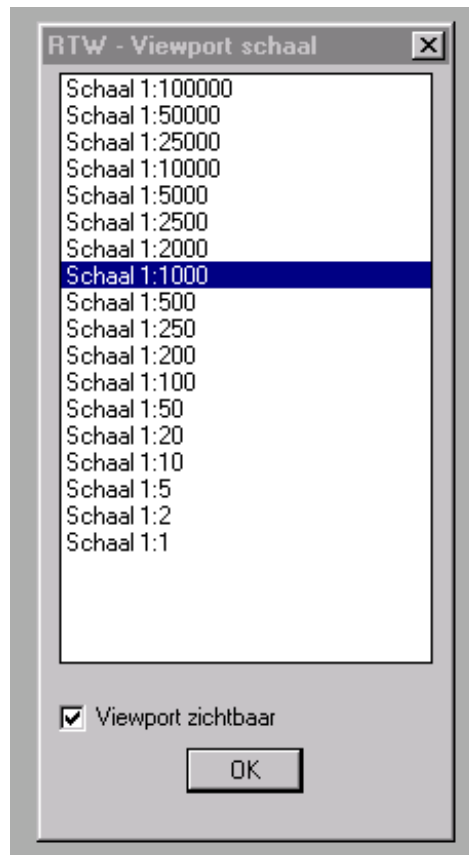 RTW - Viewport schaal
Schaal 1:100000
Schaal 1:50000
Schaal 1:25000
Schaal 1:10000
Schaal 1:5000
Schaal 1:2500
Schaal 1:2000
Schaal 1:1000
Schaal 1:500
Schaal 1:250
Schaal 1:200
Schaal 1:100
Schaal 1:50
Schaal 1:20
Schaal 1:10
Schaal 1:5
Schaal 1:2
Schaal 1:1
Viewport zichtbaar
OK